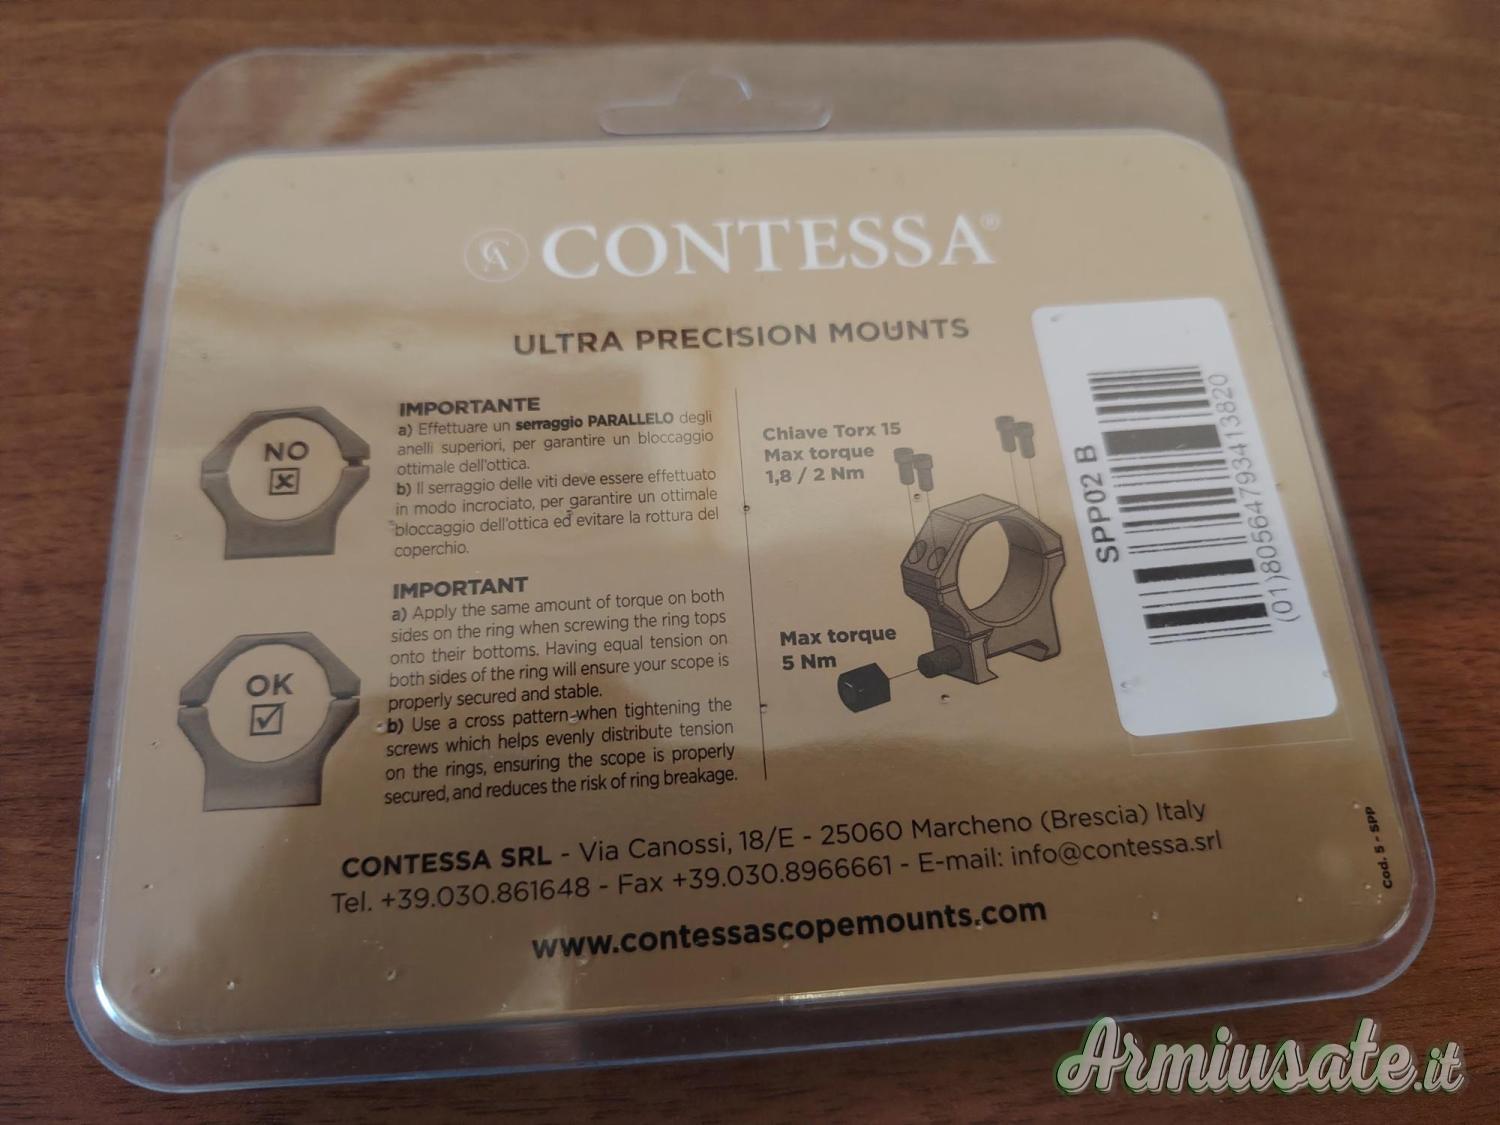 CA CONTESSA®
ULTRA PRECISION MOUNTS
NO
IMPORTANTE
a) Effettuare un serraggio PARALLELO degli
anelli superiori, per garantire un bloccaggio
ottimale dell'ottica.
b) Il serraggio delle viti deve essere effettuato
in modo incrociato, per garantire un ottimale
bloccaggio dell'ottica ed evitare la rottura del
coperchio.
OK
IMPORTANT
a) Apply the same amount of torque on both
sides on the ring when screwing the ring tops
onto their bottoms. Having equal tension on
both sides of the ring will ensure your scope is
properly secured and stable.
b) Use a cross pattern when tightening the
screws which helps evenly distribute tension
on the rings, ensuring the scope is properly
secured, and reduces the risk of ring breakage.
Chiave Torx 15
Max torque
1,8 / 2 Nm
Max torque
5 Nm
SPP02 B
(01)80564793413820
CONTESSA SRL - Via Canossi, 18/E - 25060 Marcheno (Brescia) Italy
Tel. +39.030.861648 - Fax +39.030.8966661 - E-mail: info@contessa.srl
www.contessascopemounts.com
Cod. 5 - SPP
Armiusate.it